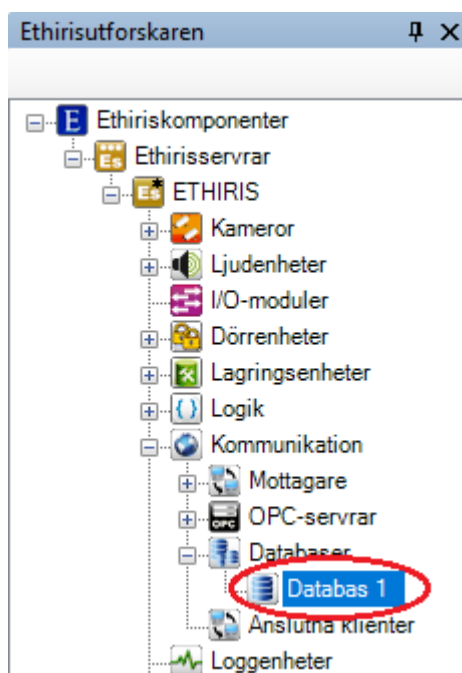 Ethirisutforskaren
Ethiriskomponenter
Ethirisservrar
ETHIRIS
Kameror
Ljudenheter
I/O-moduler
Dörrenheter
Lagringsenheter
Logik
Kommunikation
Mottagare
OPC-servrar
Databaser
Databas 1
Anslutna klienter
Loggenheter